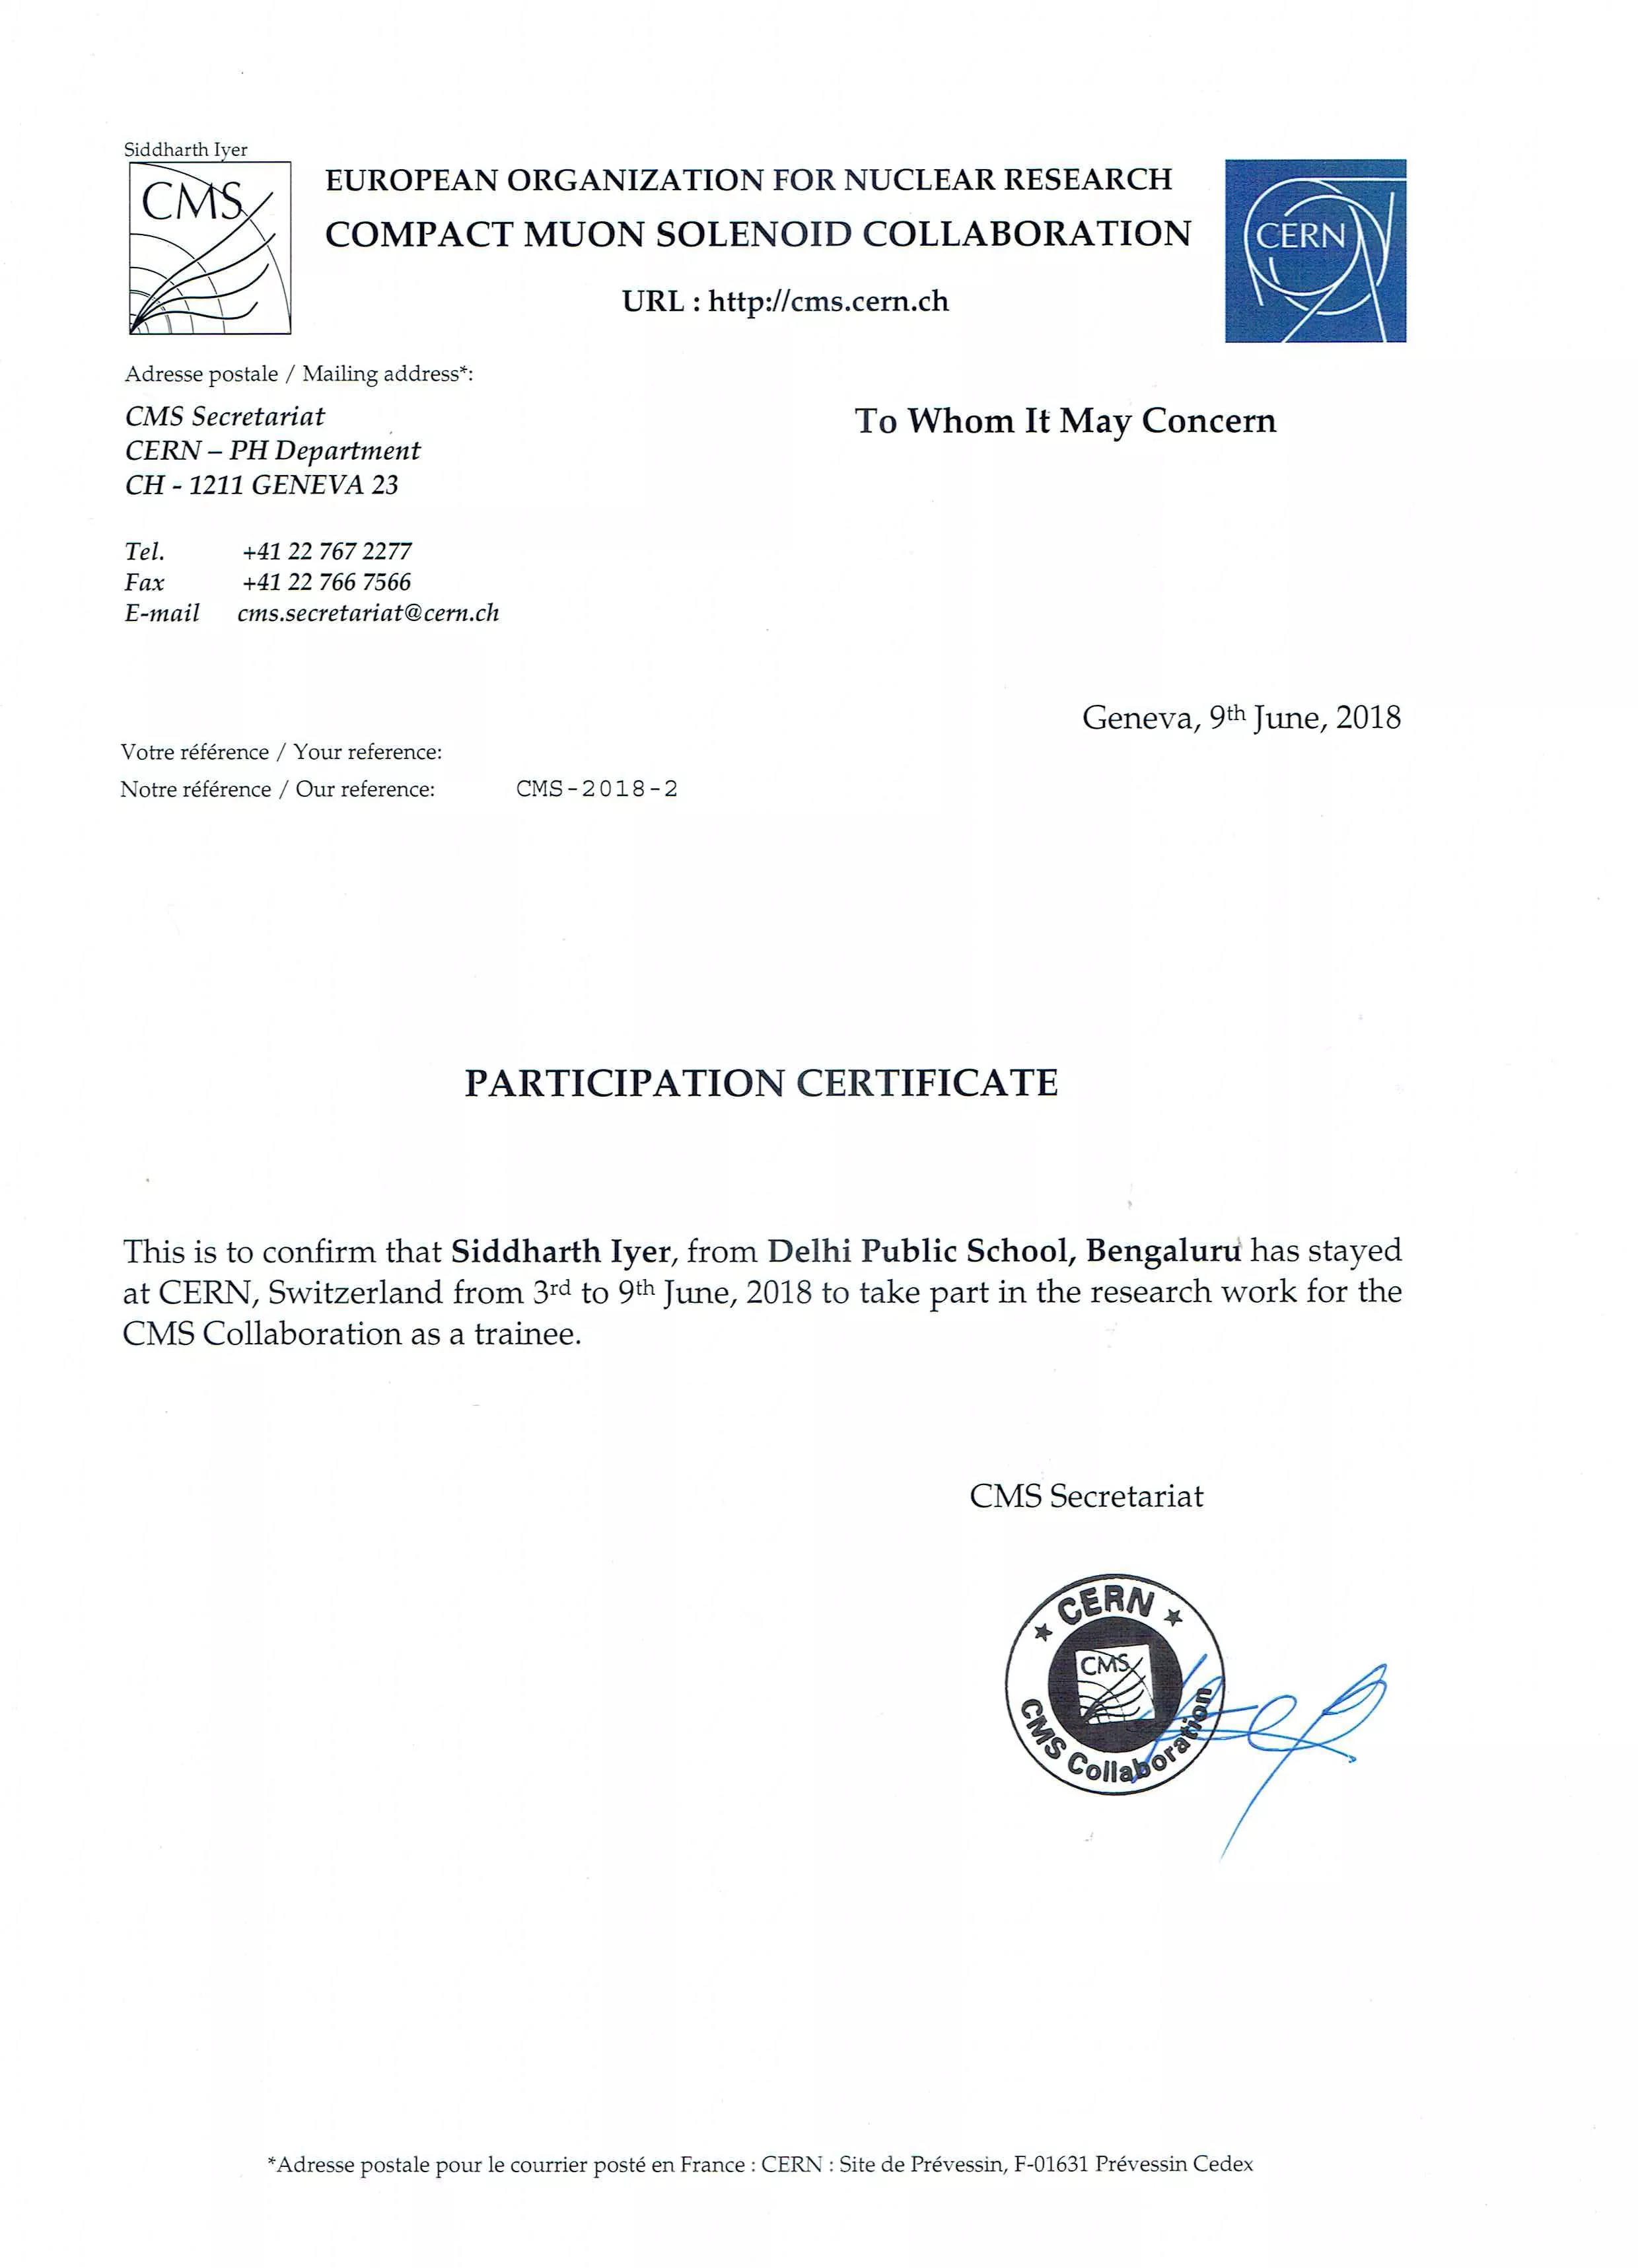 Siddharth Iyer
CMS
EUROPEAN ORGANIZATION FOR NUCLEAR RESEARCH
COMPACT MUON SOLENOID COLLABORATION
URL : http://cms.cern.ch
CERN
Adresse postale / Mailing address*:
CMS Secretariat
CERN – PH Department
CH - 1211 GENEVA 23
To Whom It May Concern
Tel. +41 22 767 2277
Fax +41 22 766 7566
E-mail cms.secretariat@cern.ch
Geneva, 9th June, 2018
Votre référence / Your reference:
Notre référence / Our reference: CMS-2018-2
PARTICIPATION CERTIFICATE
This is to confirm that Siddharth Iyer, from Delhi Public School, Bengaluru has stayed
at CERN, Switzerland from 3rd to 9th June, 2018 to take part in the research work for the
CMS Collaboration as a trainee.
CMS Secretariat
★ CERN ★
CMS
CMS Collaboration
*Adresse postale pour le courrier posté en France : CERN : Site de Prévessin, F-01631 Prévessin Cedex